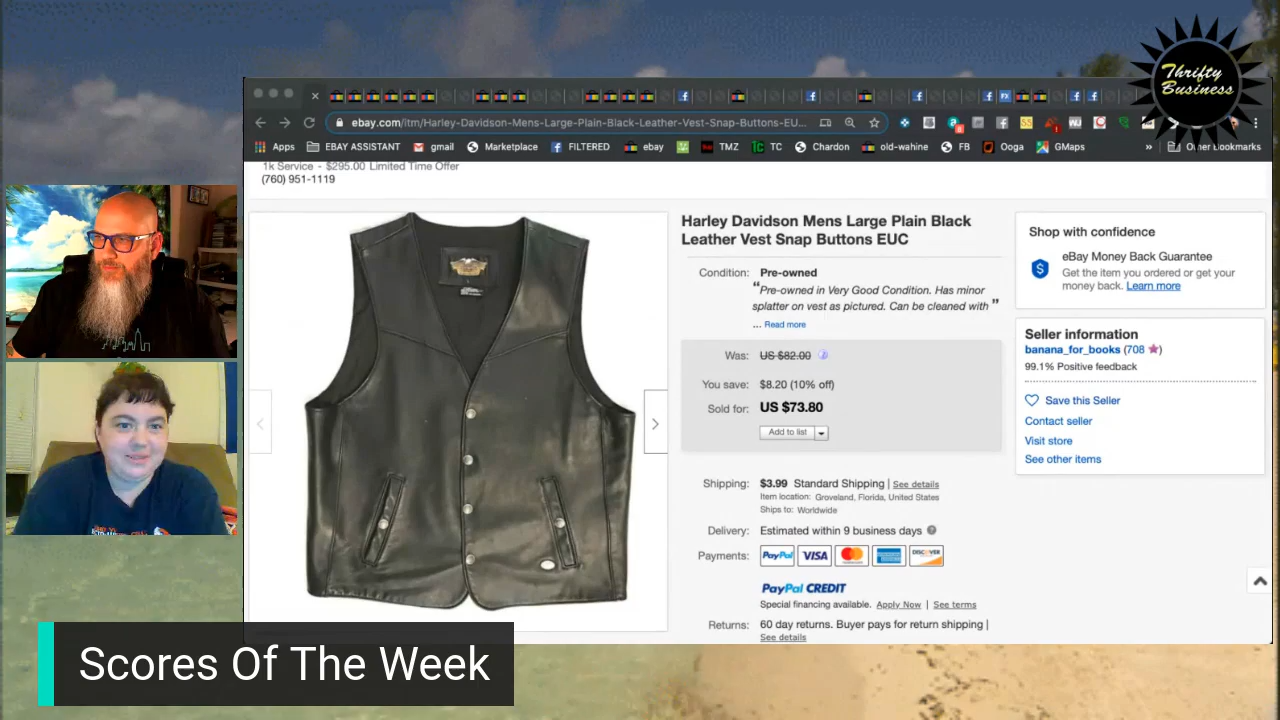 Thrifty
Business
ebay.com/itm/Harley-Davidson-Mens-Large-Plain-Black-Leather-Vest-Snap-Buttons-EU...
Apps
EBAY ASSISTANT
gmail
Marketplace
FILTERED
ebay
TMZ
TC
Chardon
old-wahine
FB
Ooga
GMaps
»
Other Bookmarks
1k Service - $295.00 Limited Time Offer
(760) 951-1119
Harley Davidson Mens Large Plain Black
Leather Vest Snap Buttons EUC
Condition: Pre-owned
“Pre-owned in Very Good Condition. Has minor
splatter on vest as pictured. Can be cleaned with ”
... Read more
Was: US $82.00
You save: $8.20 (10% off)
Sold for: US $73.80
Add to list
Shipping: $3.99 Standard Shipping | See details
Item location: Groveland, Florida, United States
Ships to: Worldwide
Delivery: Estimated within 9 business days
Payments: PayPal VISA DISCOVER
PayPal CREDIT
Special financing available. Apply Now | See terms
Returns: 60 day returns. Buyer pays for return shipping |
See details
Shop with confidence
eBay Money Back Guarantee
Get the item you ordered or get your
money back. Learn more
Seller information
banana_for_books (708 )
99.1% Positive feedback
Save this Seller
Contact seller
Visit store
See other items
Scores Of The Week